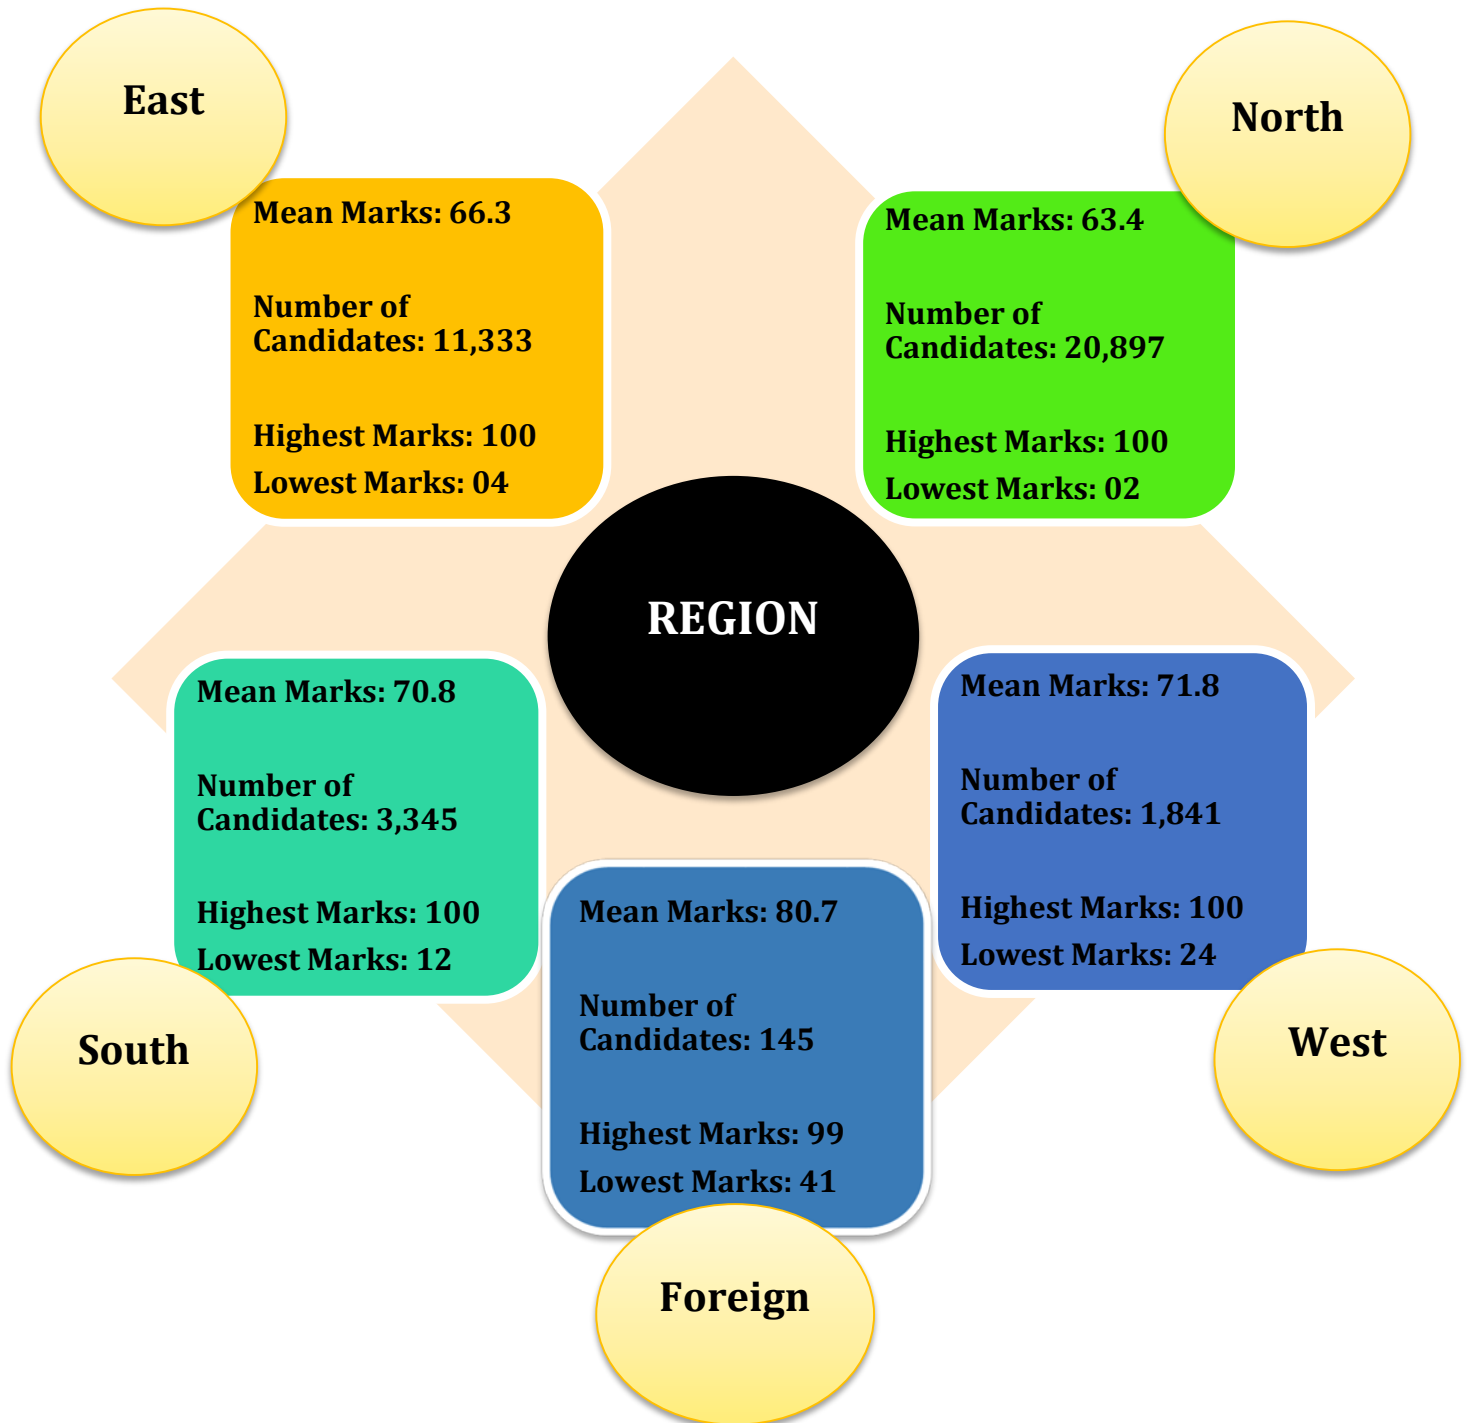 East
Mean Marks: 66.3
Number of
Candidates: 11,333
Highest Marks: 100
Lowest Marks: 04
North
Mean Marks: 63.4
Number of
Candidates: 20,897
Highest Marks: 100
Lowest Marks: 02
REGION
South
Mean Marks: 70.8
Number of
Candidates: 3,345
Highest Marks: 100
Lowest Marks: 12
Mean Marks: 71.8
Number of
Candidates: 1,841
Highest Marks: 100
Lowest Marks: 24
West
Mean Marks: 80.7
Number of
Candidates: 145
Highest Marks: 99
Lowest Marks: 41
Foreign